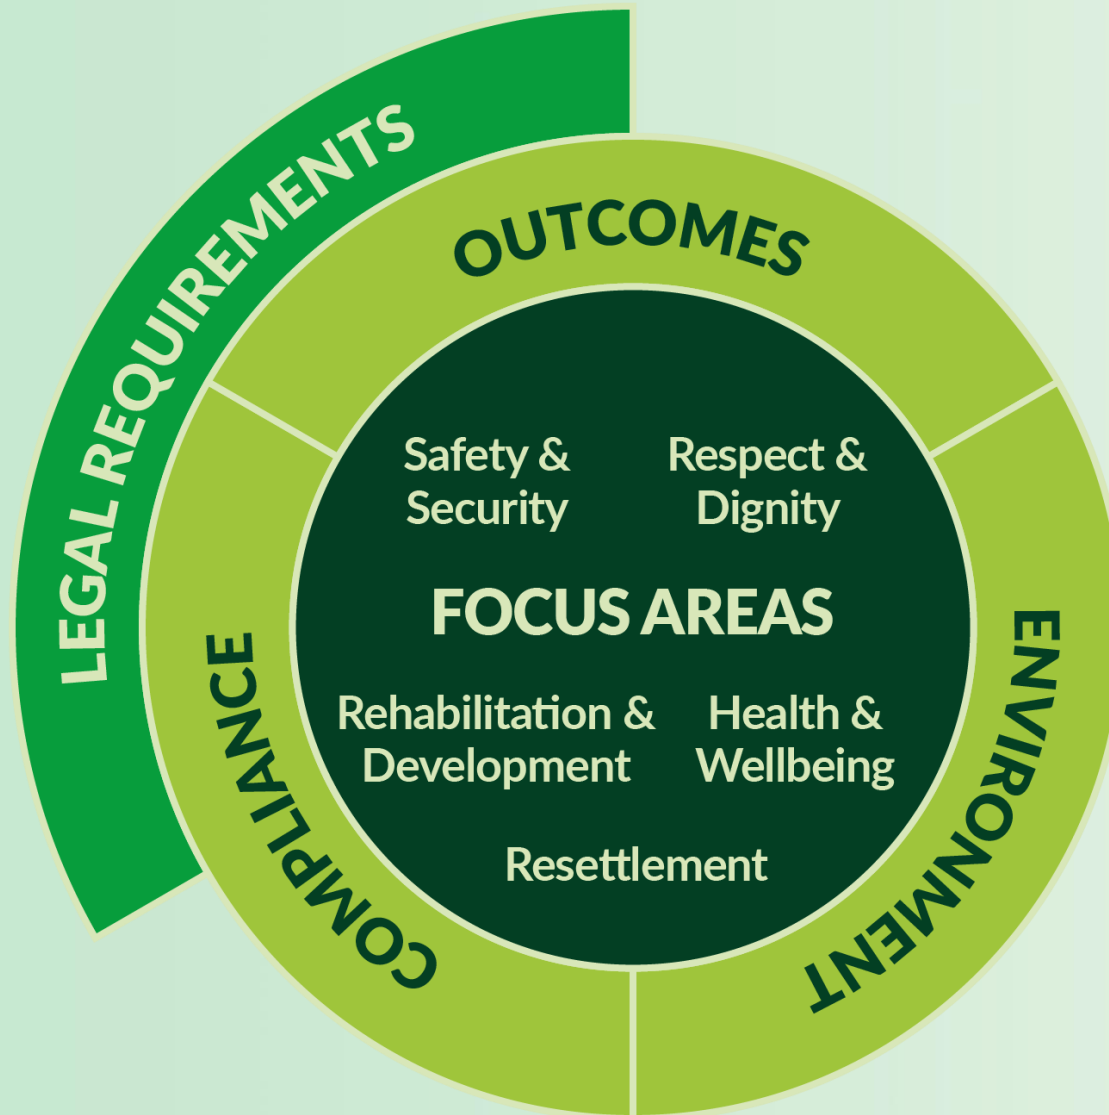 LEGAL REQUIREMENTS
OUTCOMES
Safety &
Security
Respect &
Dignity
FOCUS AREAS
Rehabilitation &
Development
Health &
Wellbeing
Resettlement
COMPLIANCE
ENVIRONMENT